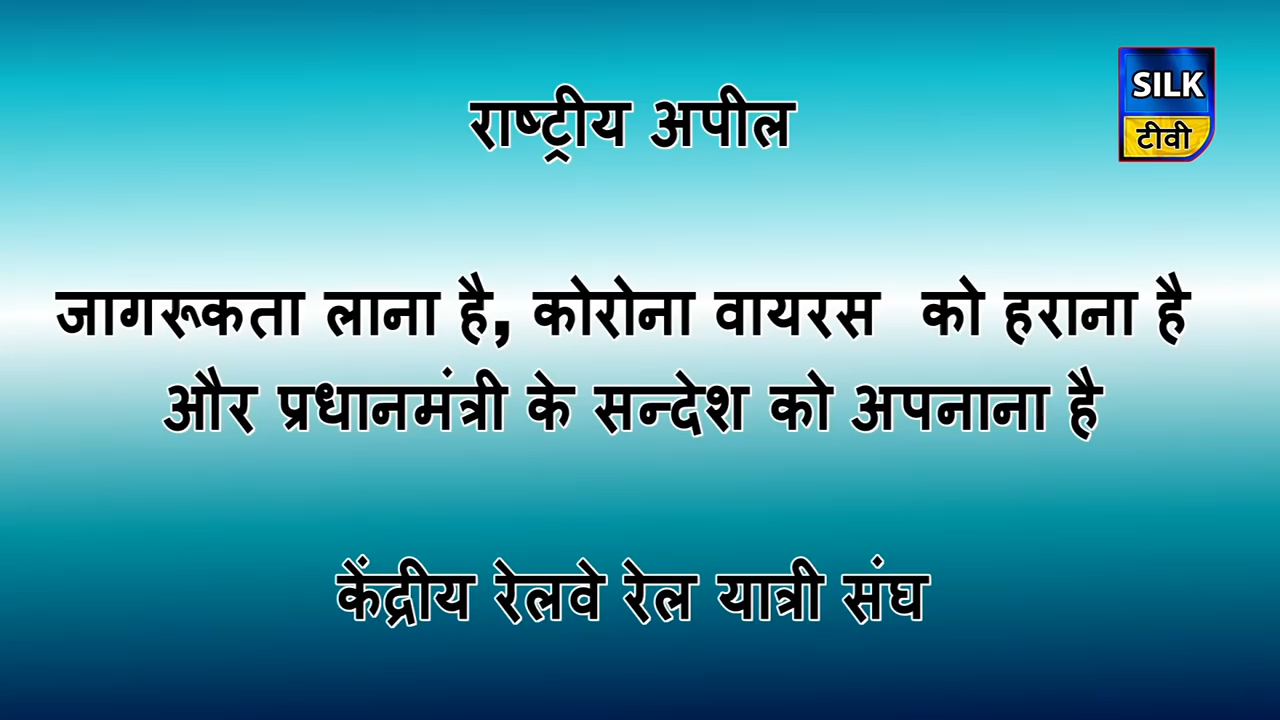 राष्ट्रीय अपील
SILK
टीवी
जागरूकता लाना है, कोरोना वायरस को हराना है
और प्रधानमंत्री के सन्देश को अपनाना है
केंद्रीय रेलवे रेल यात्री संघ